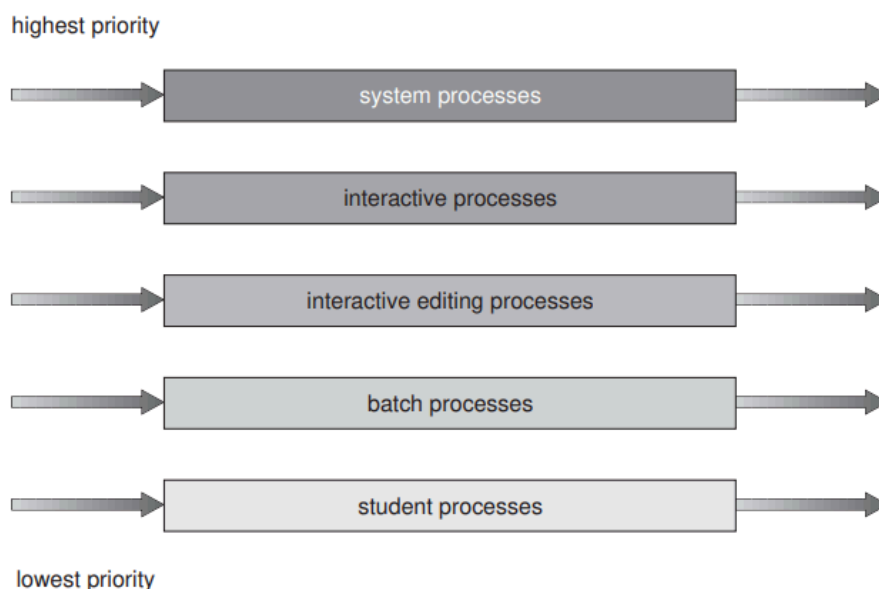 highest priority
system processes
interactive processes
interactive editing processes
batch processes
student processes
lowest priority